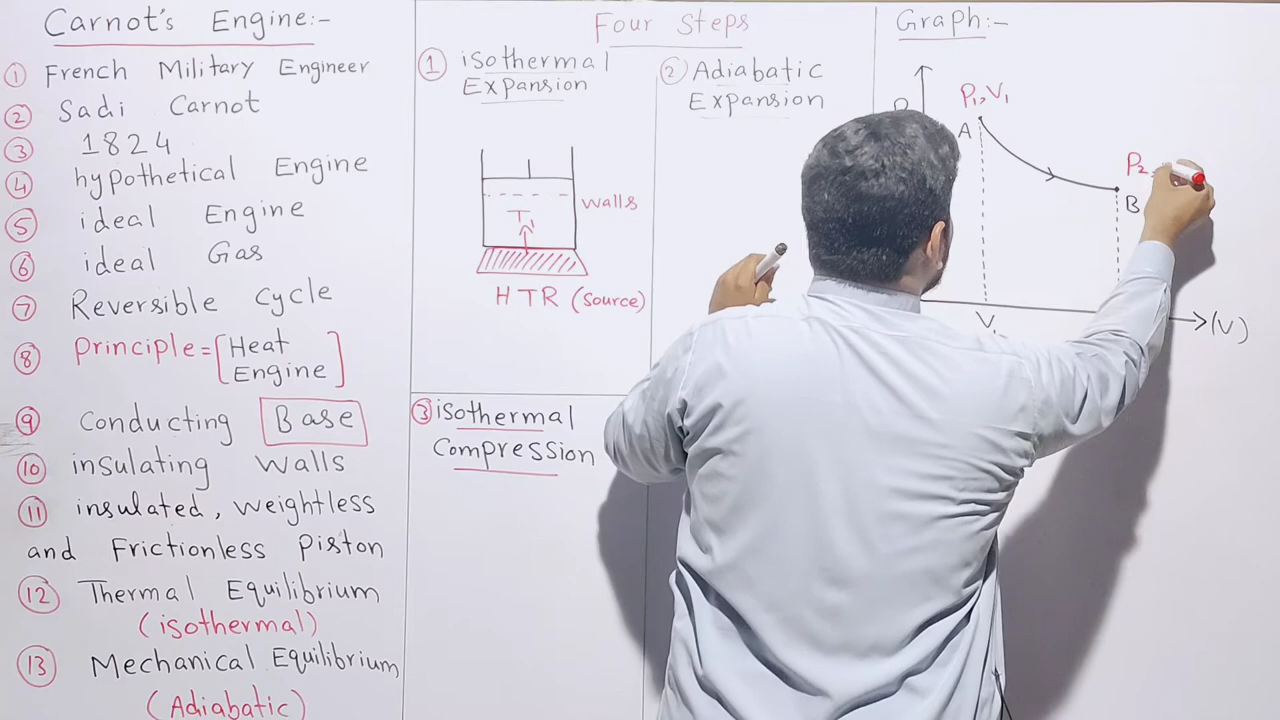 Carnot's Engine:-
① French Military Engineer
② Sadi Carnot
③ 1824
④ hypothetical Engine
⑤ ideal Engine
⑥ ideal Gas
⑦ Reversible Cycle
⑧ Principle = [Heat
Engine]
⑨ Conducting Base
⑩ insulating walls
⑪ insulated, weightless
and Frictionless Piston
⑫ Thermal Equilibrium
(isothermal)
⑬ Mechanical Equilibrium
(Adiabatic)
Four Steps
① isothermal
Expansion
T₁
walls
HTR (Source)
② Adiabatic
Expansion
③ isothermal
Compression
Graph:-
P₁,V₁
A
P₂,
B
V₁
(V)